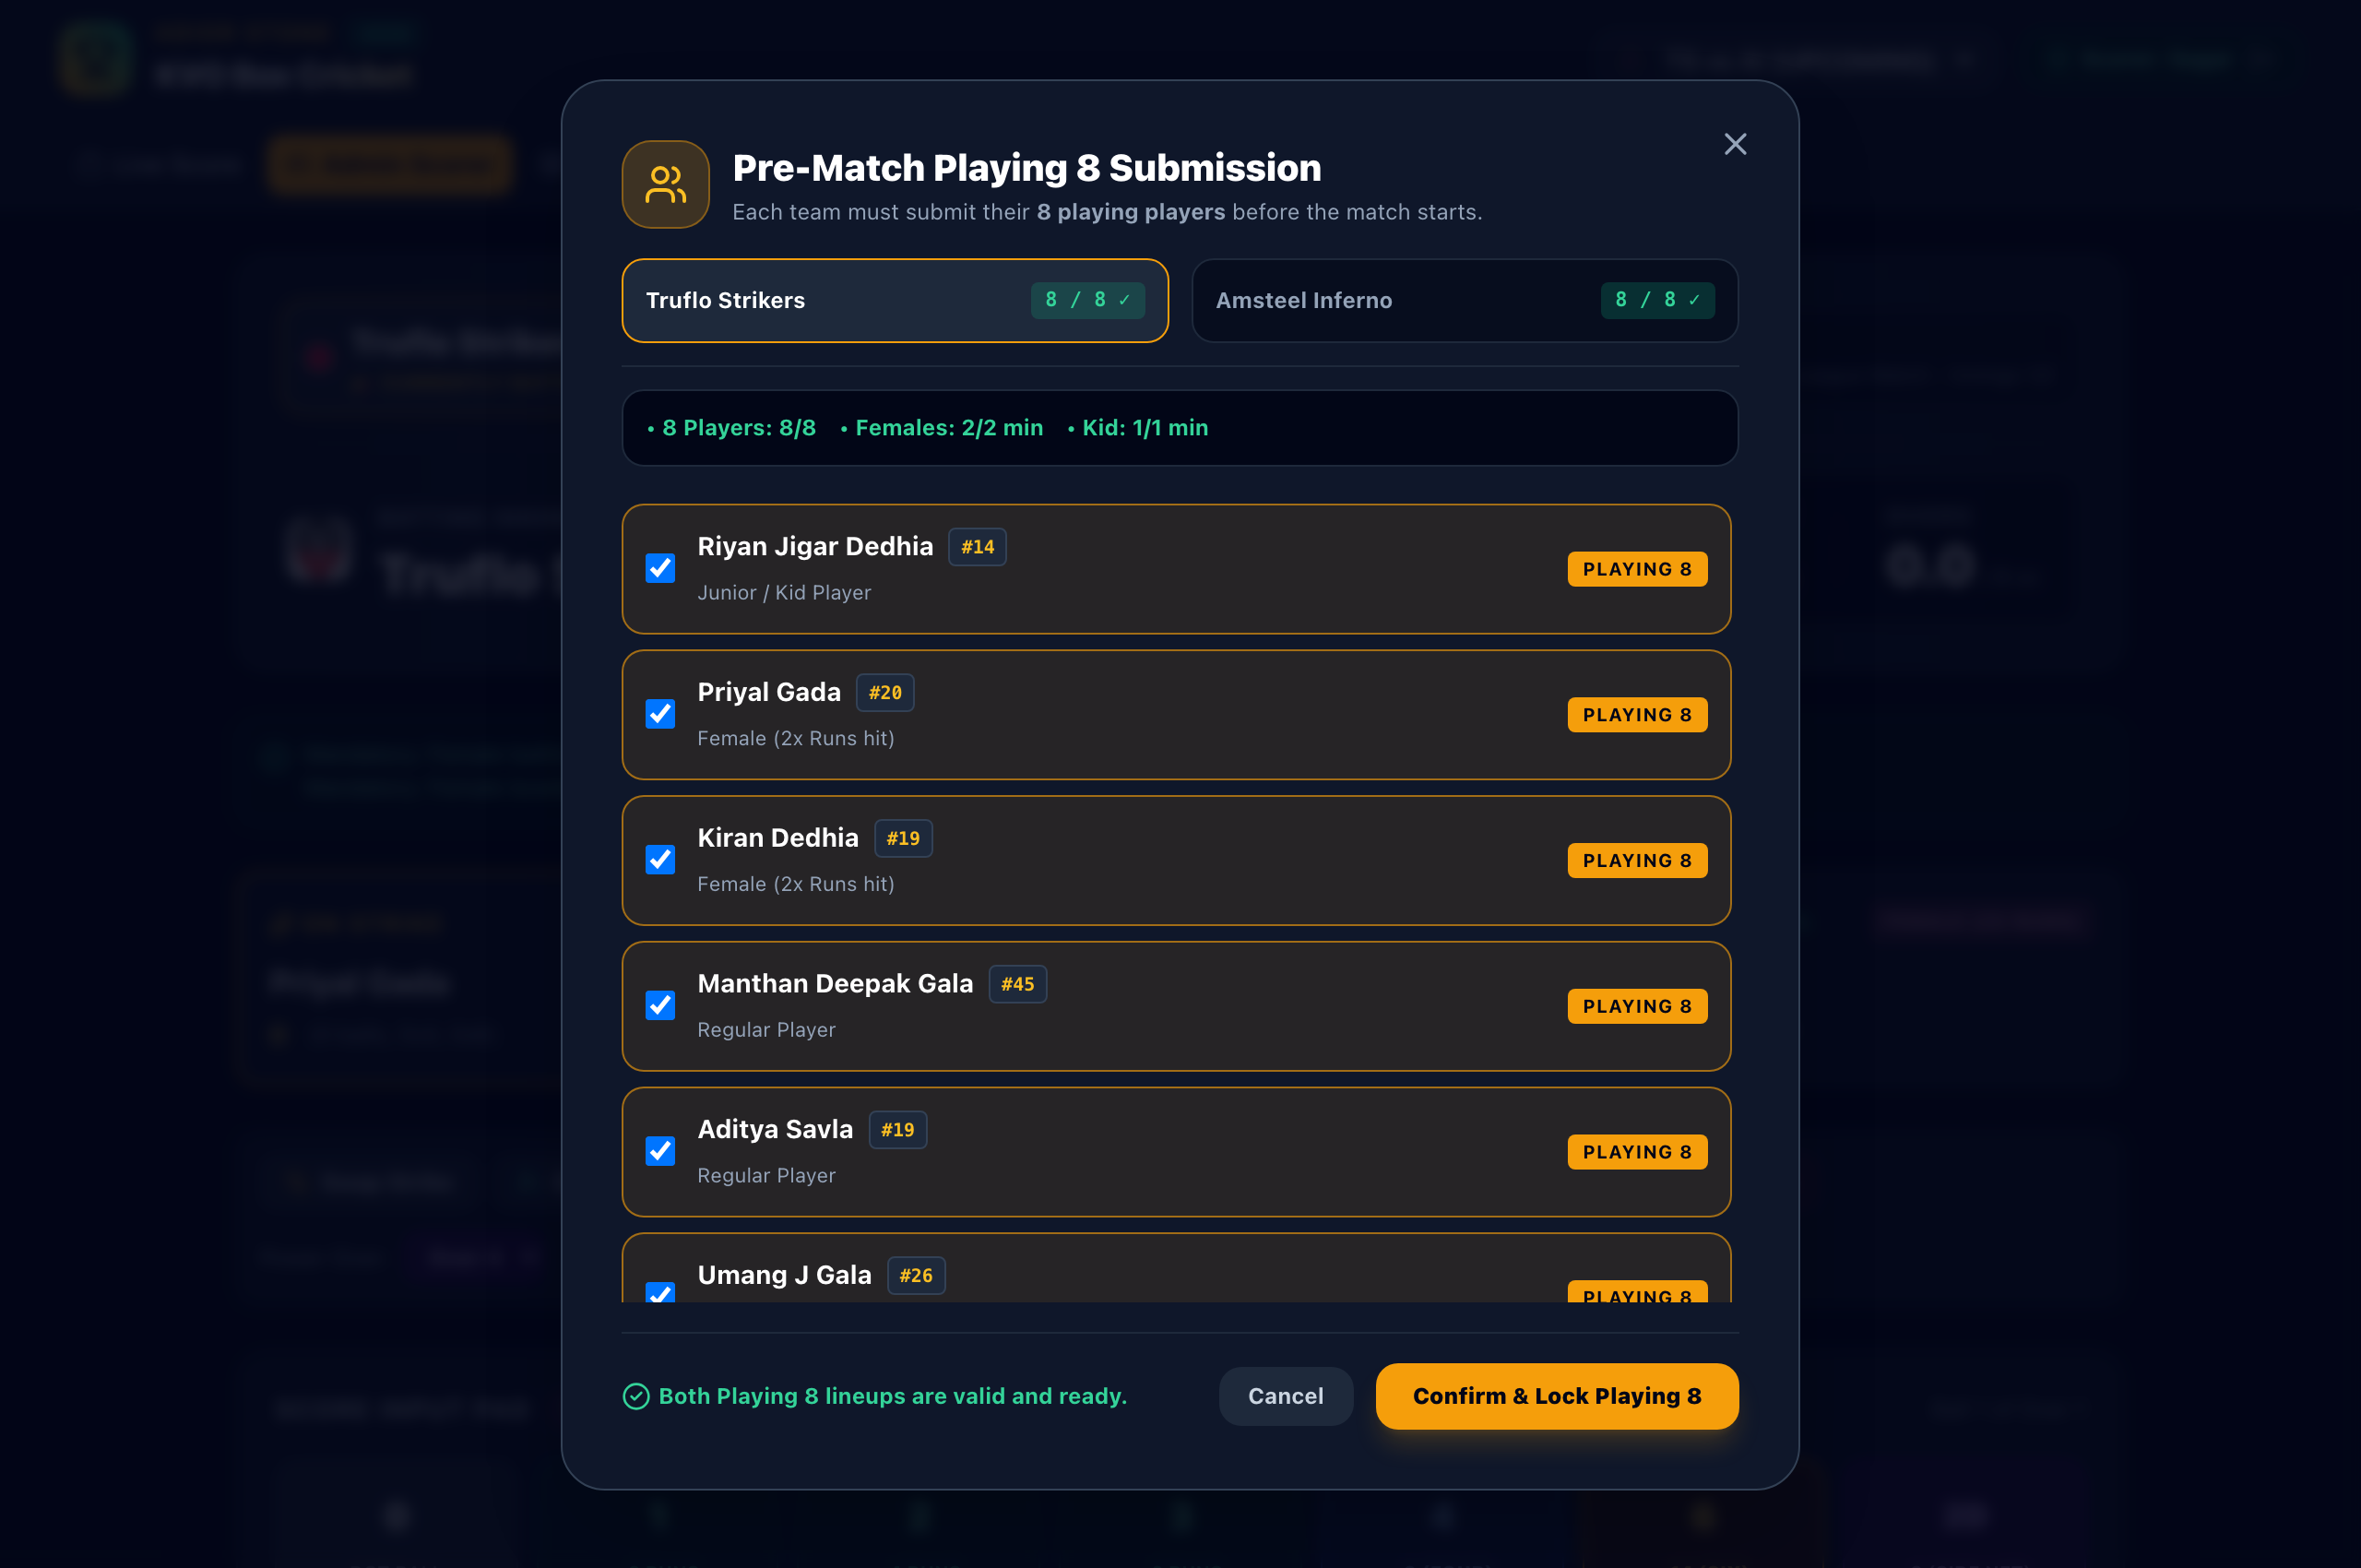 Pre-Match Playing 8 Submission
Each team must submit their 8 playing players before the match starts.
Truflo Strikers 8 / 8 ✓
Amsteel Inferno 8 / 8 ✓
• 8 Players: 8/8 • Females: 2/2 min • Kid: 1/1 min
Riyan Jigar Dedhia #14
Junior / Kid Player
PLAYING 8
Priyal Gada #20
Female (2x Runs hit)
PLAYING 8
Kiran Dedhia #19
Female (2x Runs hit)
PLAYING 8
Manthan Deepak Gala #45
Regular Player
PLAYING 8
Aditya Savla #19
Regular Player
PLAYING 8
Umang J Gala #26
PLAYING 8
Both Playing 8 lineups are valid and ready.
Cancel
Confirm & Lock Playing 8